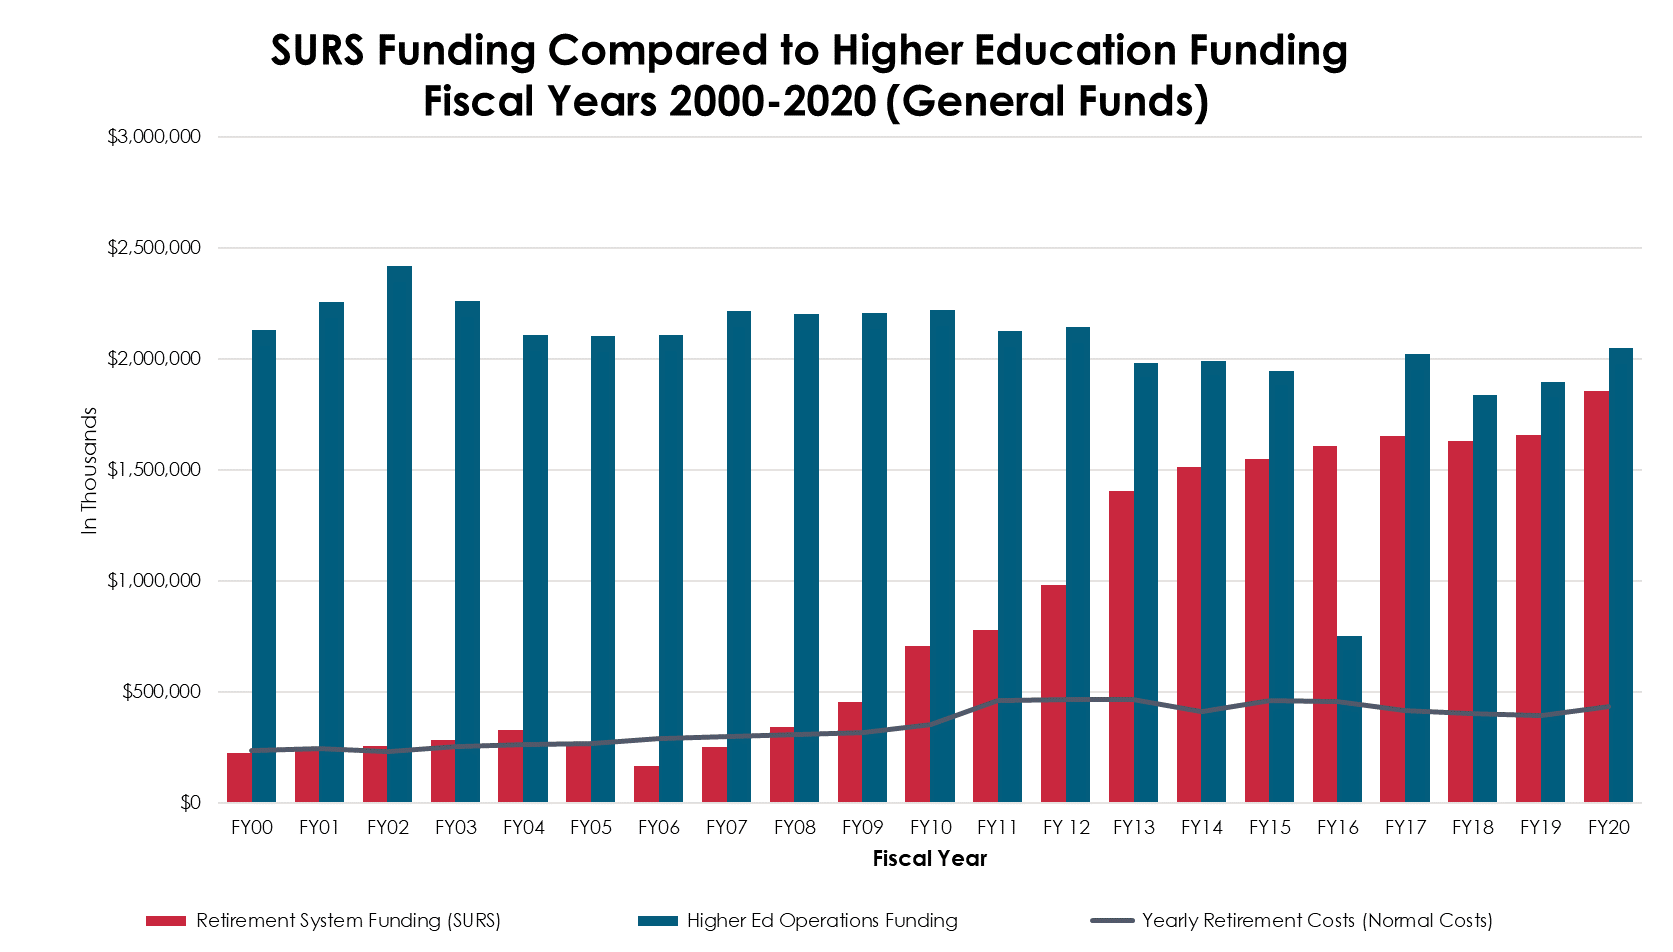 SURS Funding Compared to Higher Education Funding
Fiscal Years 2000-2020 (General Funds)
$3,000,000
$2,500,000
$2,000,000
$1,500,000
$1,000,000
$500,000
$0
In Thousands
FY00 FY01 FY02 FY03 FY04 FY05 FY06 FY07 FY08 FY09 FY10 FY11 FY 12 FY13 FY14 FY15 FY16 FY17 FY18 FY19 FY20
Fiscal Year
Retirement System Funding (SURS) Higher Ed Operations Funding Yearly Retirement Costs (Normal Costs)